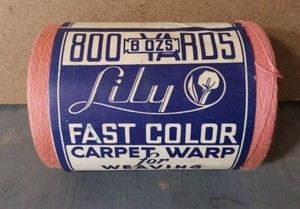 800 YARDS
8 OZS
Lily
FAST COLOR
CARPET WARP
for
WEAVING